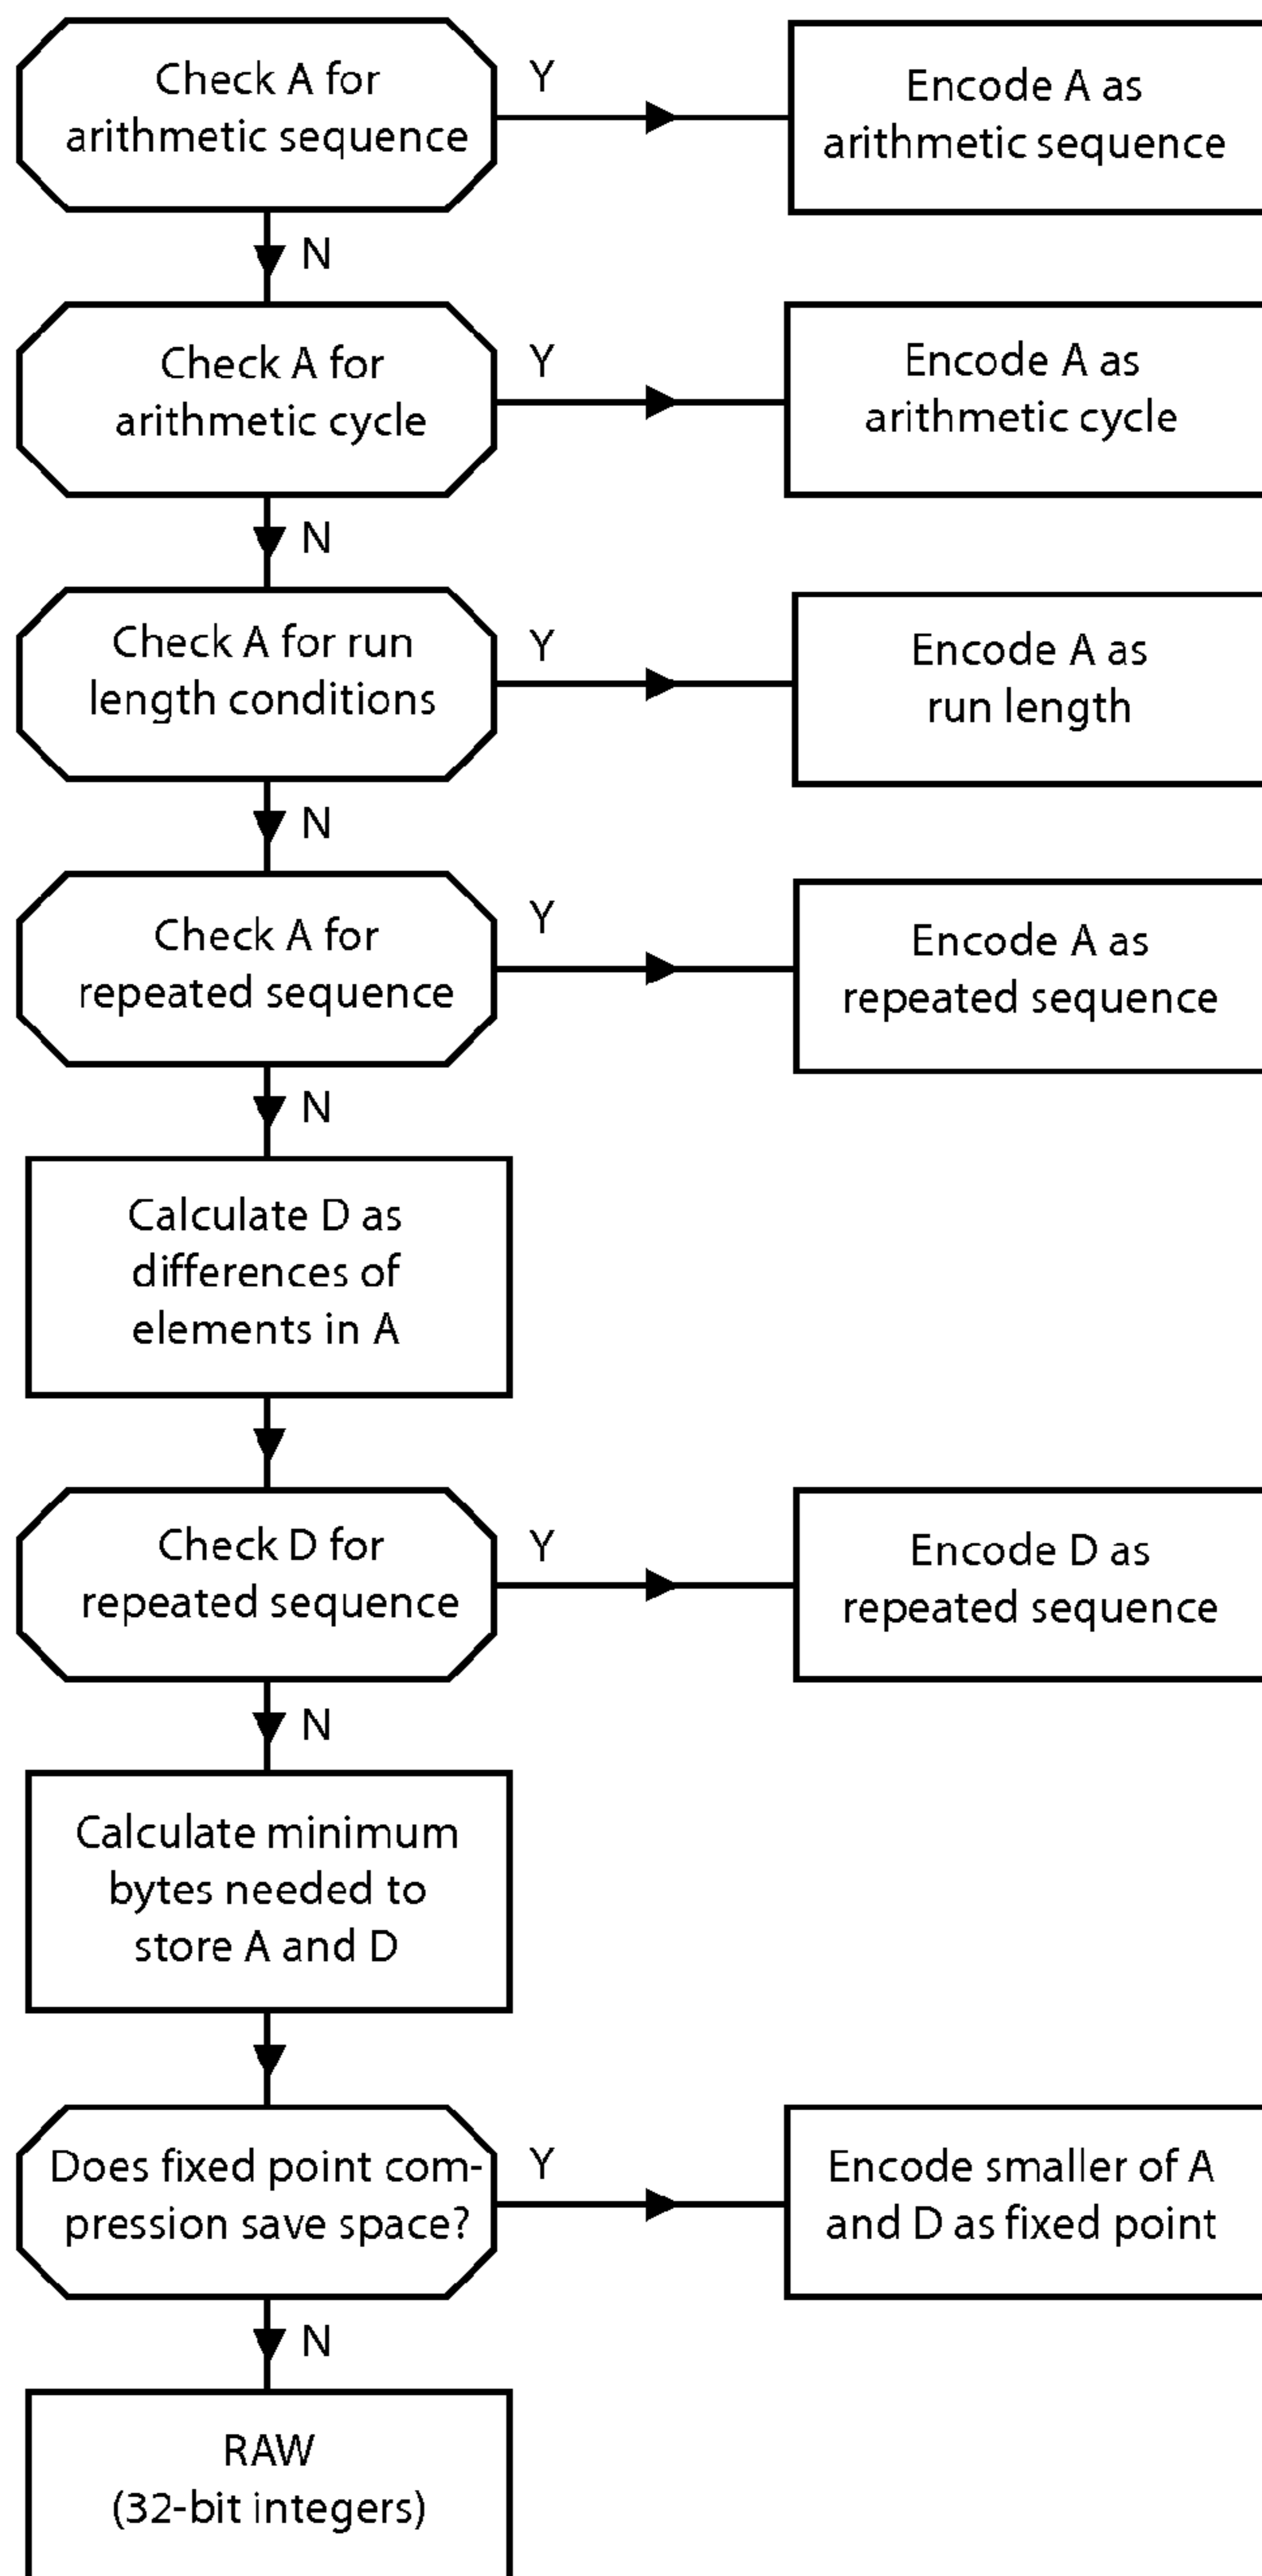 Check A for
arithmetic sequence
Y
Encode A as
arithmetic sequence
N
Check A for
arithmetic cycle
Y
Encode A as
arithmetic cycle
N
Check A for run
length conditions
Y
Encode A as
run length
N
Check A for
repeated sequence
Y
Encode A as
repeated sequence
N
Calculate D as
differences of
elements in A
Check D for
repeated sequence
Y
Encode D as
repeated sequence
N
Calculate minimum
bytes needed to
store A and D
Does fixed point com-
pression save space?
Y
Encode smaller of A
and D as fixed point
N
RAW
(32-bit integers)